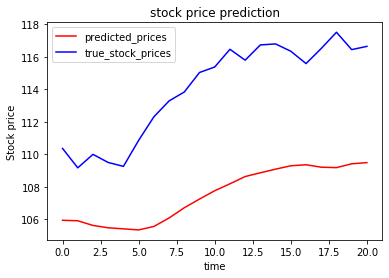 stock price prediction
118
predicted_prices
true_stock_prices
116
114
112
110
108
106
Stock price
0.0 2.5 5.0 7.5 10.0 12.5 15.0 17.5 20.0
time